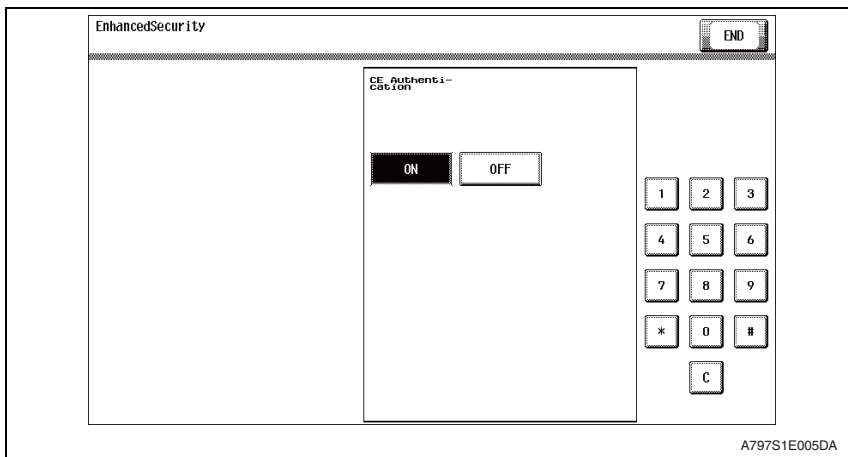 EnhancedSecurity
END
CE Authenti-
cation
ON OFF
1 2 3
4 5 6
7 8 9
* 0 #
C
A797S1E005DA